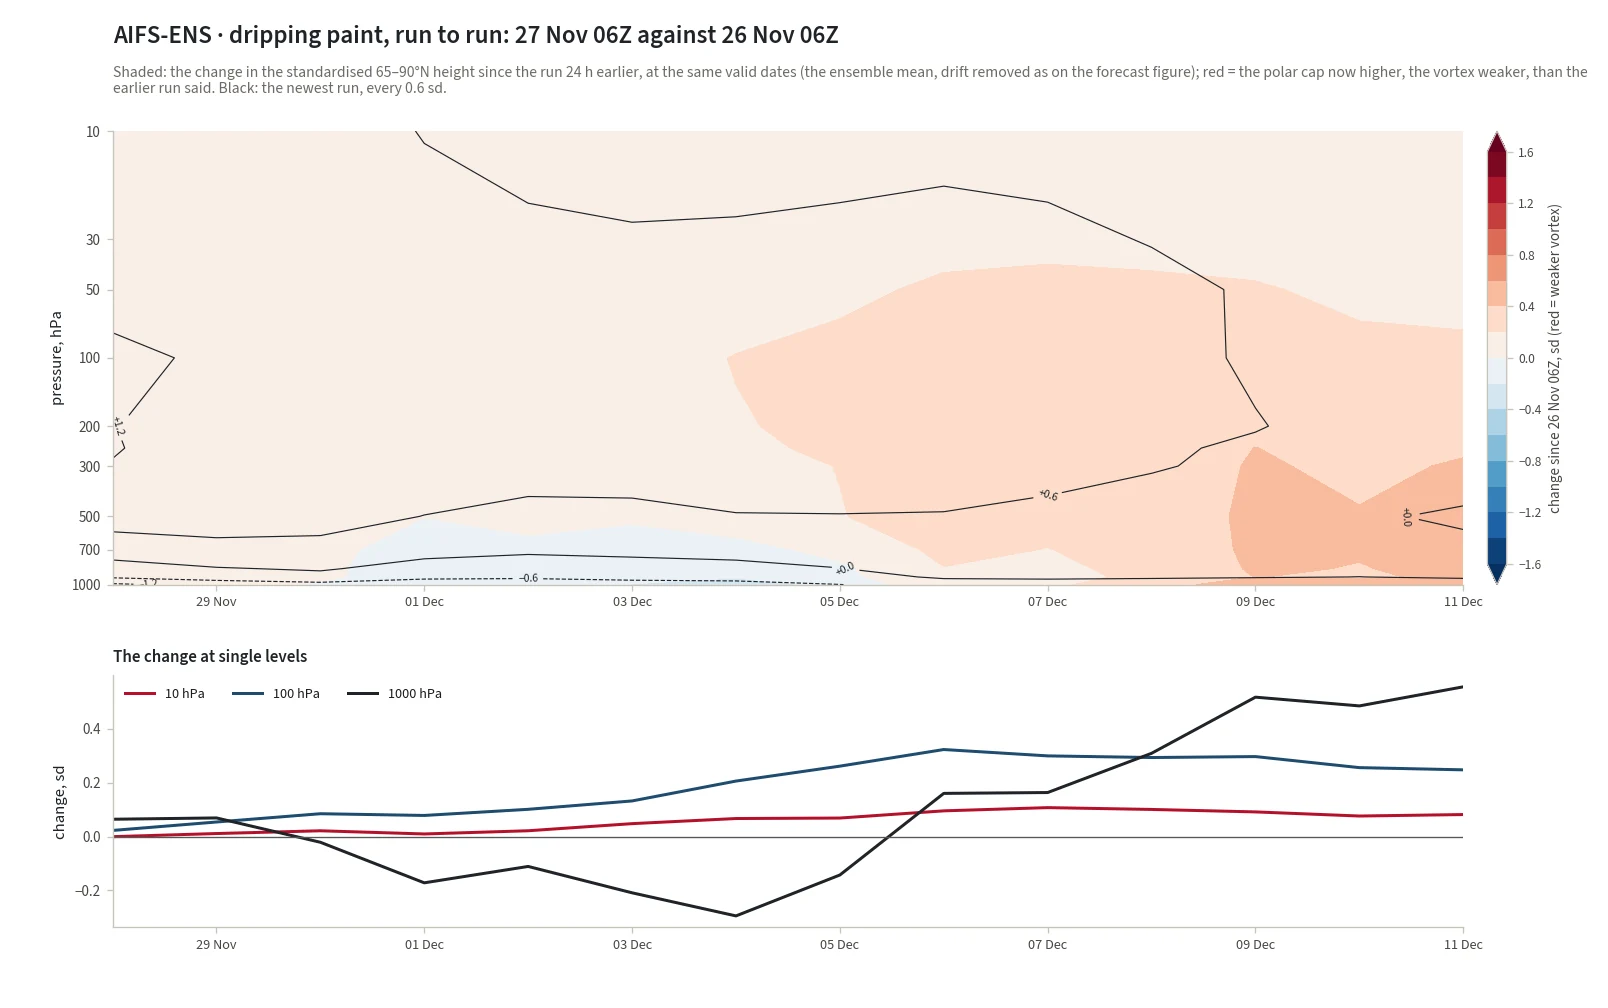 AIFS-ENS · dripping paint, run to run: 27 Nov 06Z against 26 Nov 06Z
Shaded: the change in the standardised 65–90°N height since the run 24 h earlier, at the same valid dates (the ensemble mean, drift removed as on the forecast figure); red = the polar cap now higher, the vortex weaker, than the
earlier run said. Black: the newest run, every 0.6 sd.
pressure, hPa
10
30
50
100
200
300
500
700
1000
+1.2
+0.6
+0.0
+0.0
−0.6
29 Nov
01 Dec
03 Dec
05 Dec
07 Dec
09 Dec
11 Dec
1.6
1.2
0.8
0.4
0.0
−0.4
−0.8
−1.2
−1.6
change since 26 Nov 06Z, sd (red = weaker vortex)
The change at single levels
10 hPa
100 hPa
1000 hPa
change, sd
0.4
0.2
0.0
−0.2
29 Nov
01 Dec
03 Dec
05 Dec
07 Dec
09 Dec
11 Dec